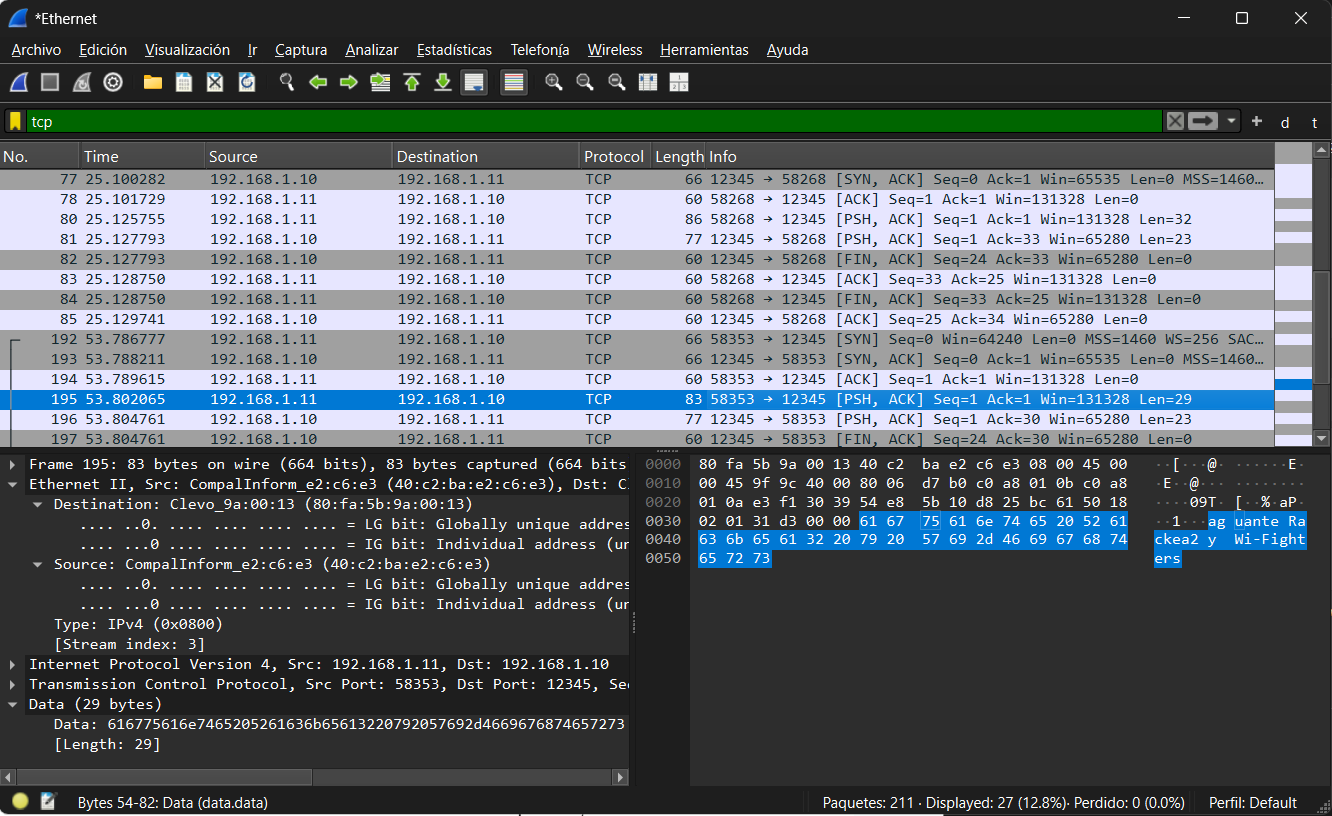 *Ethernet
Archivo Edición Visualización Ir Captura Analizar Estadísticas Telefonía Wireless Herramientas Ayuda
tcp
+ d t
No. Time Source Destination Protocol Length Info
77 25.100282 192.168.1.10 192.168.1.11 TCP 66 12345 → 58268 [SYN, ACK] Seq=0 Ack=1 Win=65535 Len=0 MSS=1460…
78 25.101729 192.168.1.11 192.168.1.10 TCP 60 58268 → 12345 [ACK] Seq=1 Ack=1 Win=131328 Len=0
80 25.125755 192.168.1.11 192.168.1.10 TCP 86 58268 → 12345 [PSH, ACK] Seq=1 Ack=1 Win=131328 Len=32
81 25.127793 192.168.1.10 192.168.1.11 TCP 77 12345 → 58268 [PSH, ACK] Seq=1 Ack=33 Win=65280 Len=23
82 25.127793 192.168.1.10 192.168.1.11 TCP 60 12345 → 58268 [FIN, ACK] Seq=24 Ack=33 Win=65280 Len=0
83 25.128750 192.168.1.11 192.168.1.10 TCP 60 58268 → 12345 [ACK] Seq=33 Ack=25 Win=131328 Len=0
84 25.128750 192.168.1.11 192.168.1.10 TCP 60 58268 → 12345 [FIN, ACK] Seq=33 Ack=25 Win=131328 Len=0
85 25.129741 192.168.1.10 192.168.1.11 TCP 60 12345 → 58268 [ACK] Seq=25 Ack=34 Win=65280 Len=0
192 53.786777 192.168.1.11 192.168.1.10 TCP 66 58353 → 12345 [SYN] Seq=0 Win=64240 Len=0 MSS=1460 WS=256 SAC…
193 53.788211 192.168.1.10 192.168.1.11 TCP 66 12345 → 58353 [SYN, ACK] Seq=0 Ack=1 Win=65535 Len=0 MSS=1460…
194 53.789615 192.168.1.11 192.168.1.10 TCP 60 58353 → 12345 [ACK] Seq=1 Ack=1 Win=131328 Len=0
195 53.802065 192.168.1.11 192.168.1.10 TCP 83 58353 → 12345 [PSH, ACK] Seq=1 Ack=1 Win=131328 Len=29
196 53.804761 192.168.1.10 192.168.1.11 TCP 77 12345 → 58353 [PSH, ACK] Seq=1 Ack=30 Win=65280 Len=23
197 53.804761 192.168.1.10 192.168.1.11 TCP 60 12345 → 58353 [FIN, ACK] Seq=24 Ack=30 Win=65280 Len=0
Frame 195: 83 bytes on wire (664 bits), 83 bytes captured (664 bits
Ethernet II, Src: CompalInform_e2:c6:e3 (40:c2:ba:e2:c6:e3), Dst: C
Destination: Clevo_9a:00:13 (80:fa:5b:9a:00:13)
.... ..0. .... .... .... .... = LG bit: Globally unique addres
.... ...0 .... .... .... .... = IG bit: Individual address (un
Source: CompalInform_e2:c6:e3 (40:c2:ba:e2:c6:e3)
.... ..0. .... .... .... .... = LG bit: Globally unique addres
.... ...0 .... .... .... .... = IG bit: Individual address (un
Type: IPv4 (0x0800)
[Stream index: 3]
Internet Protocol Version 4, Src: 192.168.1.11, Dst: 192.168.1.10
Transmission Control Protocol, Src Port: 58353, Dst Port: 12345, Se
Data (29 bytes)
Data: 616775616e7465205261636b65613220792057692d4669676874657273
[Length: 29]
0000 80 fa 5b 9a 00 13 40 c2 ba e2 c6 e3 08 00 45 00 ··[···@· ······E·
0010 00 45 9f 9c 40 00 80 06 d7 b0 c0 a8 01 0b c0 a8 ·E··@··· ········
0020 01 0a e3 f1 30 39 54 e8 5b 10 d8 25 bc 61 50 18 ····09T· [··%·aP·
0030 02 01 31 d3 00 00 61 67 75 61 6e 74 65 20 52 61 ··1···ag uante Ra
0040 63 6b 65 61 32 20 79 20 57 69 2d 46 69 67 68 74 ckea2 y Wi-Fight
0050 65 72 73 ers
Bytes 54-82: Data (data.data) Paquetes: 211 · Displayed: 27 (12.8%)· Perdido: 0 (0.0%) Perfil: Default